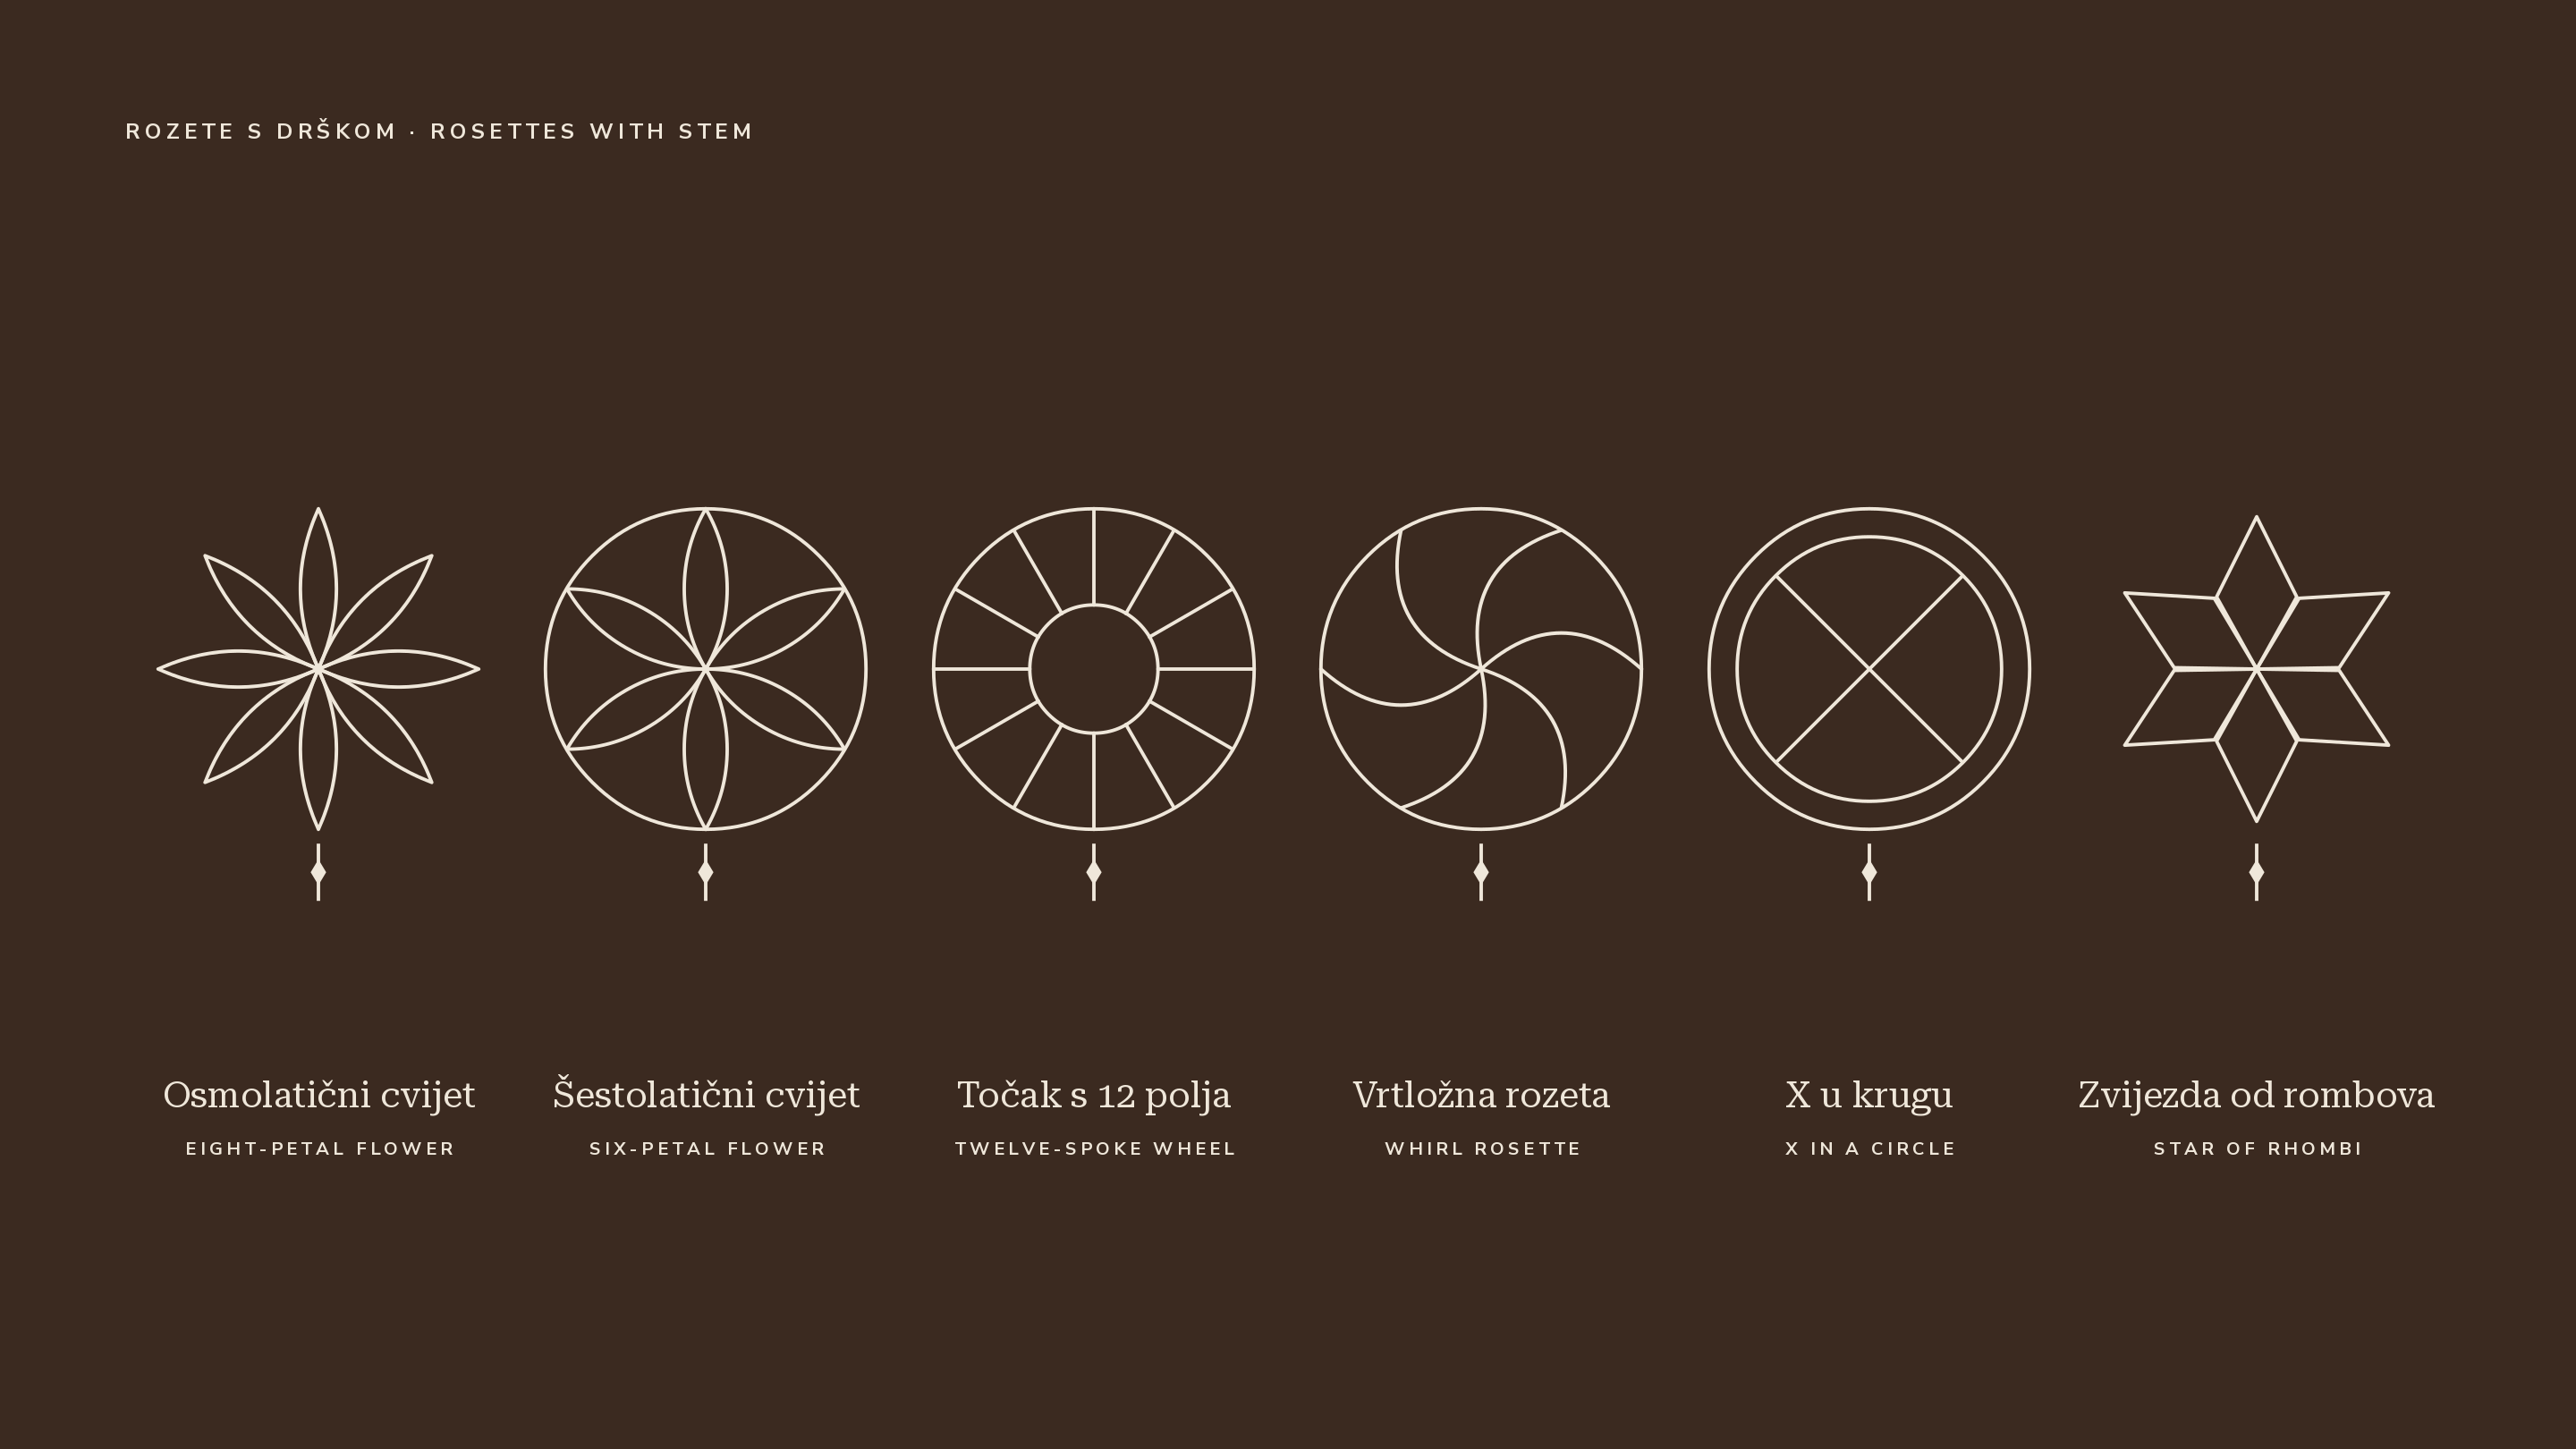 ROZETE S DRŠKOM · ROSETTES WITH STEM
Osmolatični cvijet
EIGHT-PETAL FLOWER
Šestolatični cvijet
SIX-PETAL FLOWER
Točak s 12 polja
TWELVE-SPOKE WHEEL
Vrtložna rozeta
WHIRL ROSETTE
X u krugu
X IN A CIRCLE
Zvijezda od rombova
STAR OF RHOMBI